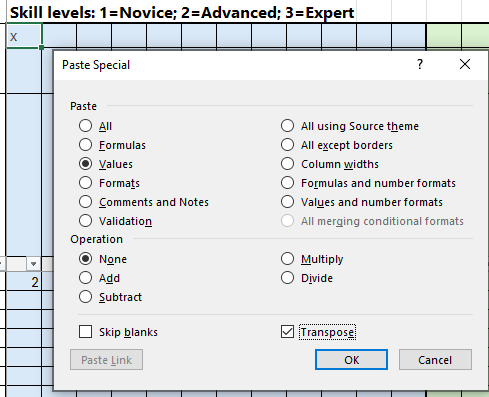 Skill levels: 1=Novice; 2=Advanced; 3=Expert
X
Paste Special
?
Paste
All
All using Source theme
Formulas
All except borders
Values
Column widths
Formats
Formulas and number formats
Comments and Notes
Values and number formats
Validation
All merging conditional formats
Operation
None
Multiply
Add
Divide
Subtract
2
Skip blanks
Transpose
Paste Link
OK
Cancel